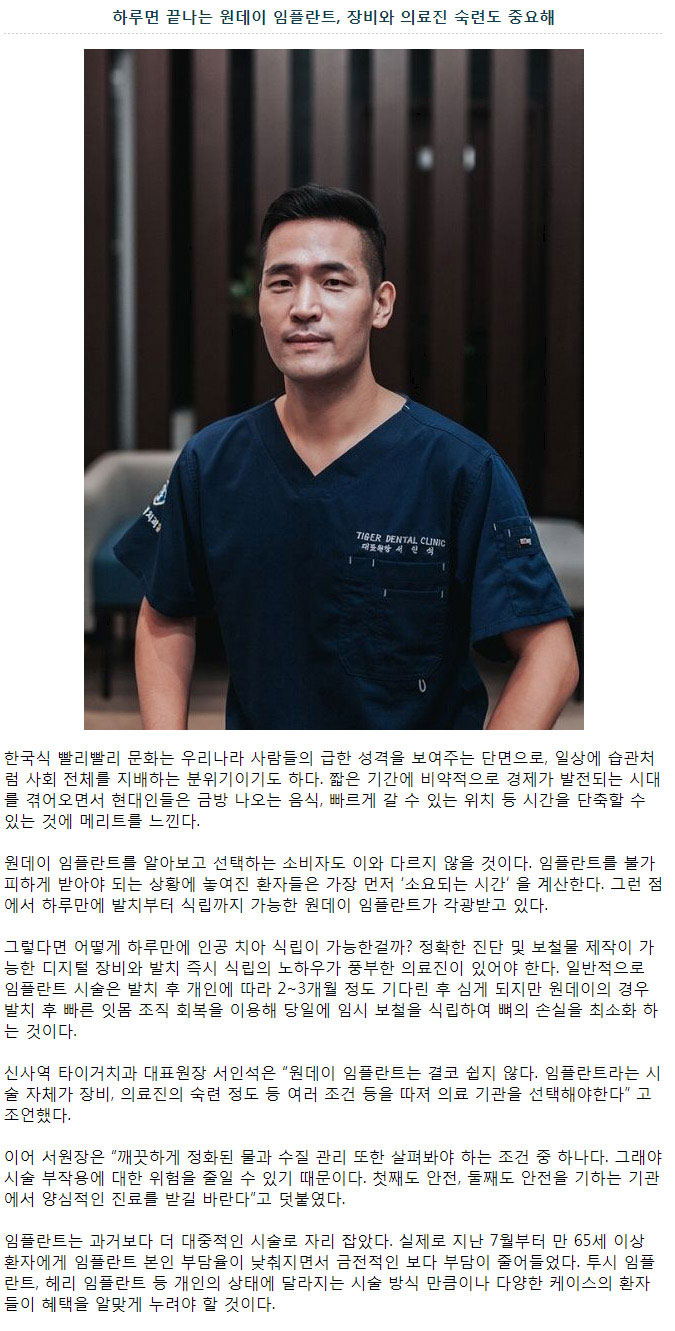 하루면 끝나는 원데이 임플란트, 장비와 의료진 숙련도 중요해
TIGER DENTAL CLINIC
대표원장 서인석
한국식 빨리빨리 문화는 우리나라 사람들의 급한 성격을 보여주는 단면으로, 일상에 습관처
럼 사회 전체를 지배하는 분위기이기도 하다. 짧은 기간에 비약적으로 경제가 발전되는 시대
를 겪어오면서 현대인들은 금방 나오는 음식, 빠르게 갈 수 있는 위치 등 시간을 단축할 수
있는 것에 메리트를 느낀다.
원데이 임플란트를 알아보고 선택하는 소비자도 이와 다르지 않을 것이다. 임플란트를 불가
피하게 받아야 되는 상황에 놓여진 환자들은 가장 먼저 ‘소요되는 시간’ 을 계산한다. 그런 점
에서 하루만에 발치부터 식립까지 가능한 원데이 임플란트가 각광받고 있다.
그렇다면 어떻게 하루만에 인공 치아 식립이 가능한걸까? 정확한 진단 및 보철물 제작이 가
능한 디지털 장비와 발치 즉시 식립의 노하우가 풍부한 의료진이 있어야 한다. 일반적으로
임플란트 시술은 발치 후 개인에 따라 2~3개월 정도 기다린 후 심게 되지만 원데이의 경우
발치 후 빠른 잇몸 조직 회복을 이용해 당일에 임시 보철을 식립하여 뼈의 손실을 최소화 하
는 것이다.
신사역 타이거치과 대표원장 서인석은 “원데이 임플란트는 결코 쉽지 않다. 임플란트라는 시
술 자체가 장비, 의료진의 숙련 정도 등 여러 조건 등을 따져 의료 기관을 선택해야한다” 고
조언했다.
이어 서원장은 “깨끗하게 정화된 물과 수질 관리 또한 살펴봐야 하는 조건 중 하나다. 그래야
시술 부작용에 대한 위험을 줄일 수 있기 때문이다. 첫째도 안전, 둘째도 안전을 기하는 기관
에서 양심적인 진료를 받길 바란다”고 덧붙였다.
임플란트는 과거보다 더 대중적인 시술로 자리 잡았다. 실제로 지난 7월부터 만 65세 이상
환자에게 임플란트 본인 부담율이 낮춰지면서 금전적인 보다 부담이 줄어들었다. 투시 임플
란트, 헤리 임플란트 등 개인의 상태에 달라지는 시술 방식 만큼이나 다양한 케이스의 환자
들이 혜택을 알맞게 누려야 할 것이다.